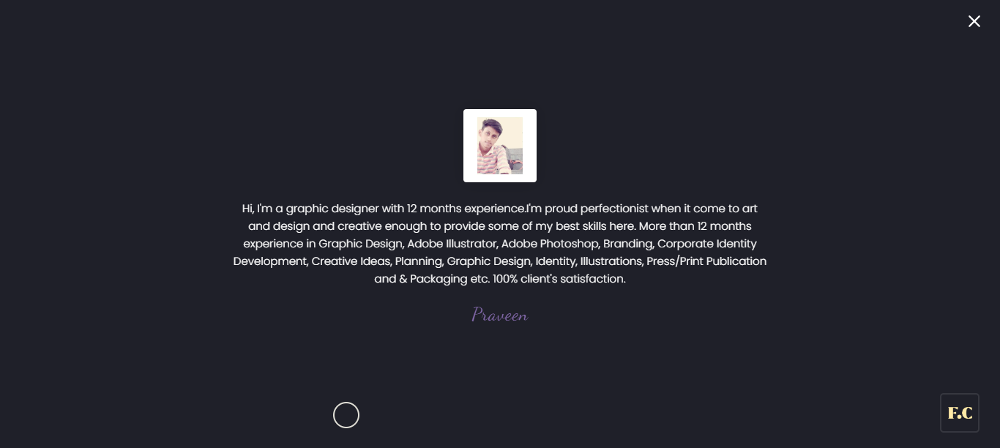 Hi, I'm a graphic designer with 12 months experience.I'm proud perfectionist when it come to art
and design and creative enough to provide some of my best skills here. More than 12 months
experience in Graphic Design, Adobe Illustrator, Adobe Photoshop, Branding, Corporate Identity
Development, Creative Ideas, Planning, Graphic Design, Identity, Illustrations, Press/Print Publication
and & Packaging etc. 100% client's satisfaction.
Praveen
F.C